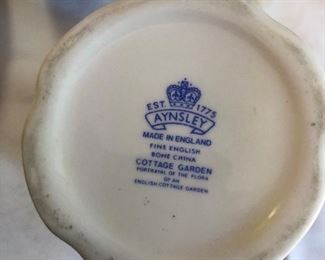 EST. 1775
AYNSLEY
MADE IN ENGLAND
FINE ENGLISH
BONE CHINA
COTTAGE GARDEN
PORTRAYAL OF THE FLORA
OF AN
ENGLISH COTTAGE GARDEN